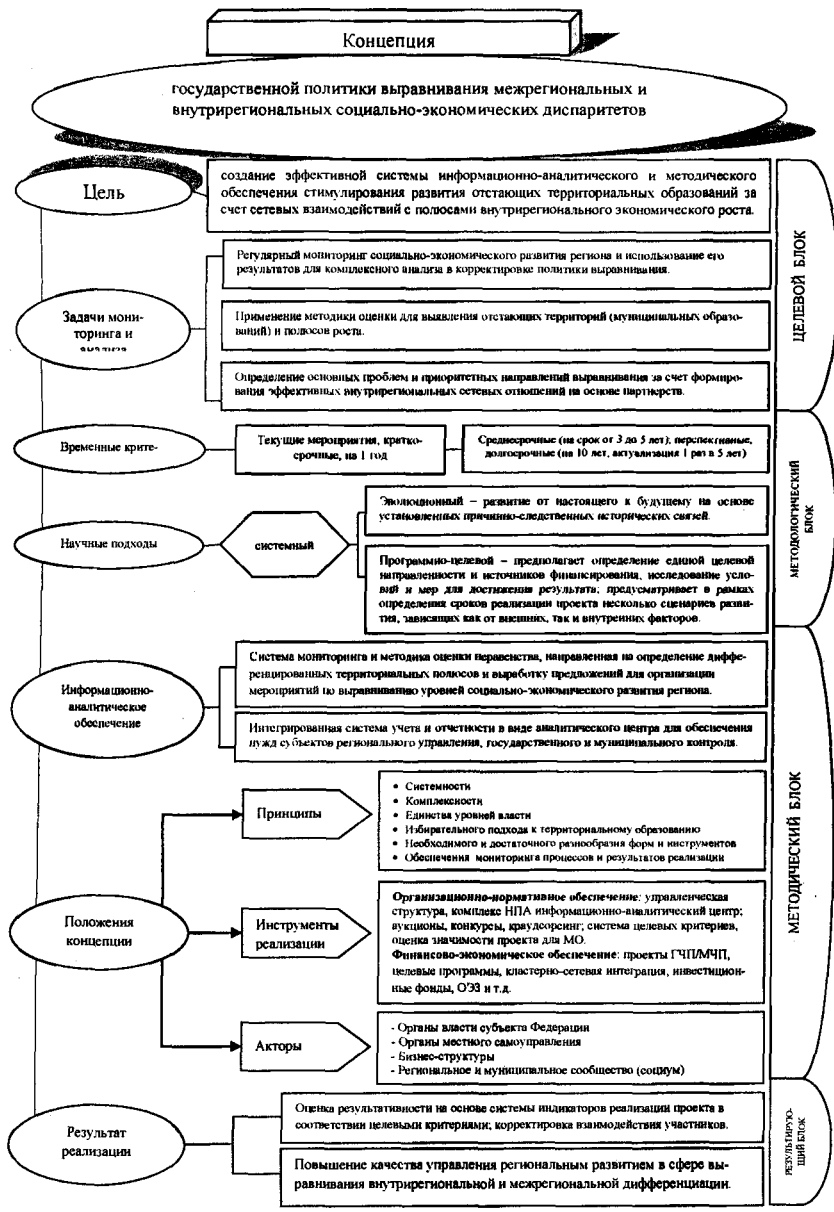 Концепция
государственной политики выравнивания межрегиональных и
внутрирегиональных социально-экономических диспаритетов
Цель
создание эффективной системы информационно-аналитического и методического
обеспечения стимулирования развития отстающих территориальных образований за
счет сетевых взаимодействий с полюсами внутрирегионального экономического роста.
ЦЕЛЕВОЙ БЛОК
Задачи мони-
торинга и
анализа
Регулярный мониторинг социально-экономического развития региона и использование его
результатов для комплексного анализа в корректировке политики выравнивания.
Применение методики оценки для выявления отстающих территорий (муниципальных образо-
ваний) и полюсов роста.
Определение основных проблем и приоритетных направлений выравнивания за счет формиро-
вания эффективных внутрирегиональных сетевых отношений на основе партнерств.
Временные крите-
Текущие мероприятия, кратко-
срочные, на 1 год
Среднесрочные (на срок от 3 до 5 лет); перспективные,
долгосрочные (на 10 лет, актуализация 1 раз в 5 лет)
МЕТОДОЛОГИЧЕСКИЙ
БЛОК
Научные подходы
системный
Эволюционный – развитие от настоящего к будущему на основе
установленных причинно-следственных исторических связей.
Программно-целевой – предполагает определение единой целевой
направленности и источников финансирования, исследование усло-
вий и мер для достижения результата; предусматривает в рамках
определения сроков реализации проекта несколько сценариев разви-
тия, зависящих как от внешних, так и внутренних факторов.
Информационно-
аналитическое
обеспечение
Система мониторинга и методика оценки неравенства, направленная на определение диффе-
ренцированных территориальных полюсов и выработку предложений для организации
мероприятий по выравниванию уровней социально-экономического развития региона.
Интегрированная система учета и отчетности в виде аналитического центра для обеспечения
нужд субъектов регионального управления, государственного и муниципального контроля.
МЕТОДИЧЕСКИЙ БЛОК
Положения
концепции
Принципы
• Системности
• Комплексности
• Единства уровней власти
• Избирательного подхода к территориальному образованию
• Необходимого и достаточного разнообразия форм и инструментов
• Обеспечения мониторинга процессов и результатов реализации
Инструменты
реализации
Организационно-нормативное обеспечение: управленческая
структура, комплекс НПА информационно-аналитический центр;
аукционы, конкурсы, краудсорсинг; система целевых критериев,
оценка значимости проекта для МО.
Финансово-экономическое обеспечение: проекты ГЧП/МЧП,
целевые программы, кластерно-сетевая интеграция, инвестицион-
ные фонды, ОЭЗ и т.д.
Акторы
- Органы власти субъекта Федерации
- Органы местного самоуправления
- Бизнес-структуры
- Региональное и муниципальное сообщество (социум)
Результат
реализации
Оценка результативности на основе системы индикаторов реализации проекта в
соответствии целевыми критериями; корректировка взаимодействия участников.
Повышение качества управления региональным развитием в сфере вы-
равнивания внутрирегиональной и межрегиональной дифференциации.
РЕЗУЛЬТИРУЮ-
ЩИЙ БЛОК